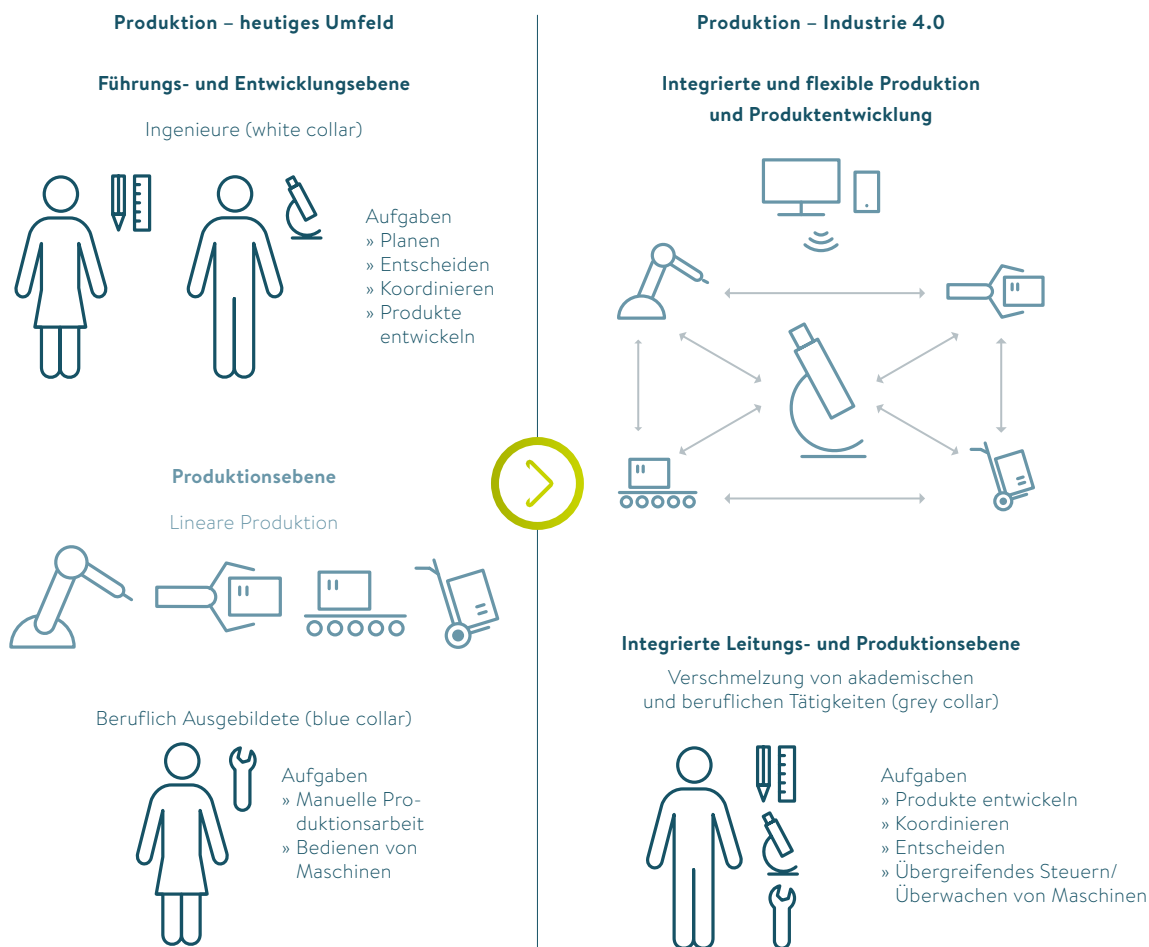 Produktion – heutiges Umfeld
Führungs- und Entwicklungsebene
Ingenieure (white collar)
Aufgaben
» Planen
» Entscheiden
» Koordinieren
» Produkte
entwickeln
Produktionsebene
Lineare Produktion
Beruflich Ausgebildete (blue collar)
Aufgaben
» Manuelle Pro-
duktionsarbeit
» Bedienen von
Maschinen
Produktion – Industrie 4.0
Integrierte und flexible Produktion
und Produktentwicklung
Integrierte Leitungs- und Produktionsebene
Verschmelzung von akademischen
und beruflichen Tätigkeiten (grey collar)
Aufgaben
» Produkte entwickeln
» Koordinieren
» Entscheiden
» Übergreifendes Steuern/
Überwachen von Maschinen